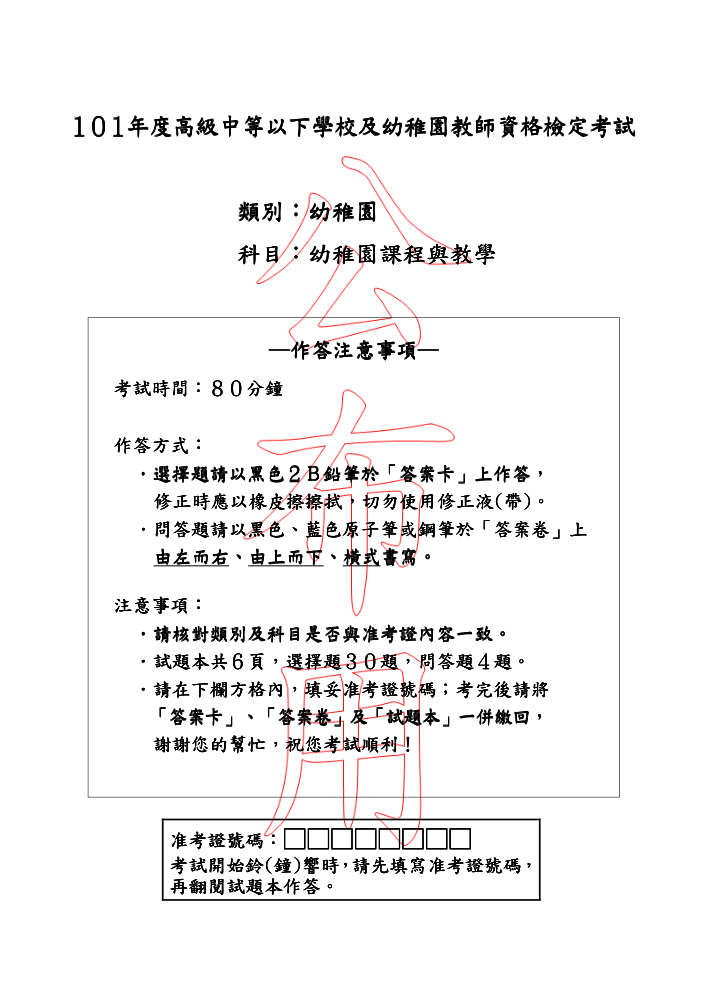 101年度高級中等以下學校及幼稚園教師資格檢定考試
類別：幼稚園
科目：幼稚園課程與教學
—作答注意事項—
考試時間：８０分鐘
作答方式：
．選擇題請以黑色２Ｂ鉛筆於「答案卡」上作答，
修正時應以橡皮擦擦拭，切勿使用修正液(帶)。
．問答題請以黑色、藍色原子筆或鋼筆於「答案卷」上
由左而右、由上而下、橫式書寫。
注意事項：
．請核對類別及科目是否與准考證內容一致。
．試題本共６頁，選擇題３０題，問答題４題。
．請在下欄方格內，填妥准考證號碼；考完後請將
「答案卡」、「答案卷」及「試題本」一併繳回，
謝謝您的幫忙，祝您考試順利！
准考證號碼：□□□□□□□□
考試開始鈴(鐘)響時，請先填寫准考證號碼，
再翻閱試題本作答。
公布用